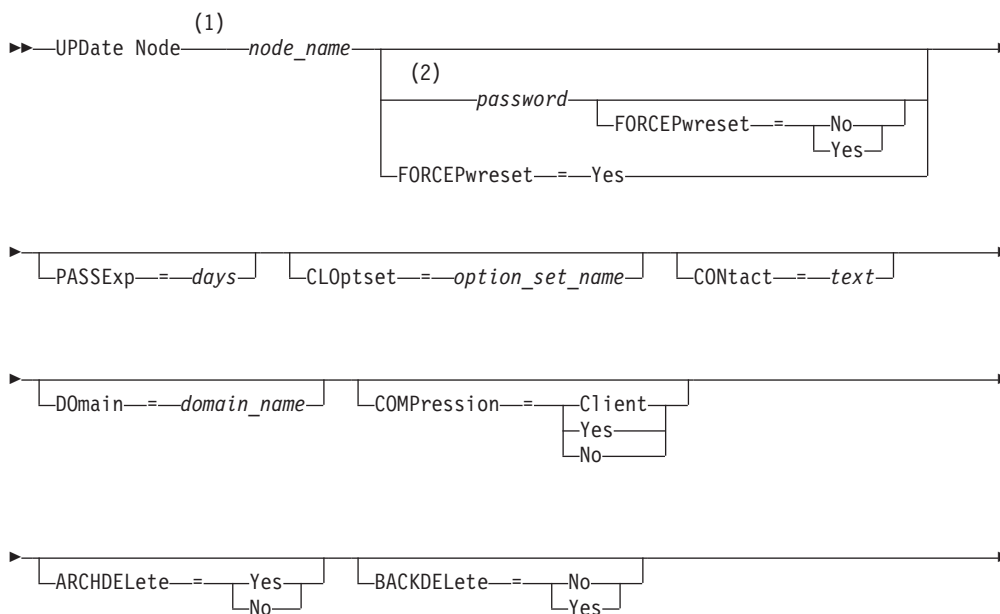 (1)
UPDate Node node_name
(2)
password
FORCEPwreset = No
Yes
FORCEPwreset = Yes
PASSExp = days CLOptset = option_set_name CONtact = text
DOmain = domain_name COMPression = Client
Yes
No
ARCHDELete = Yes BACKDELete = No
No Yes